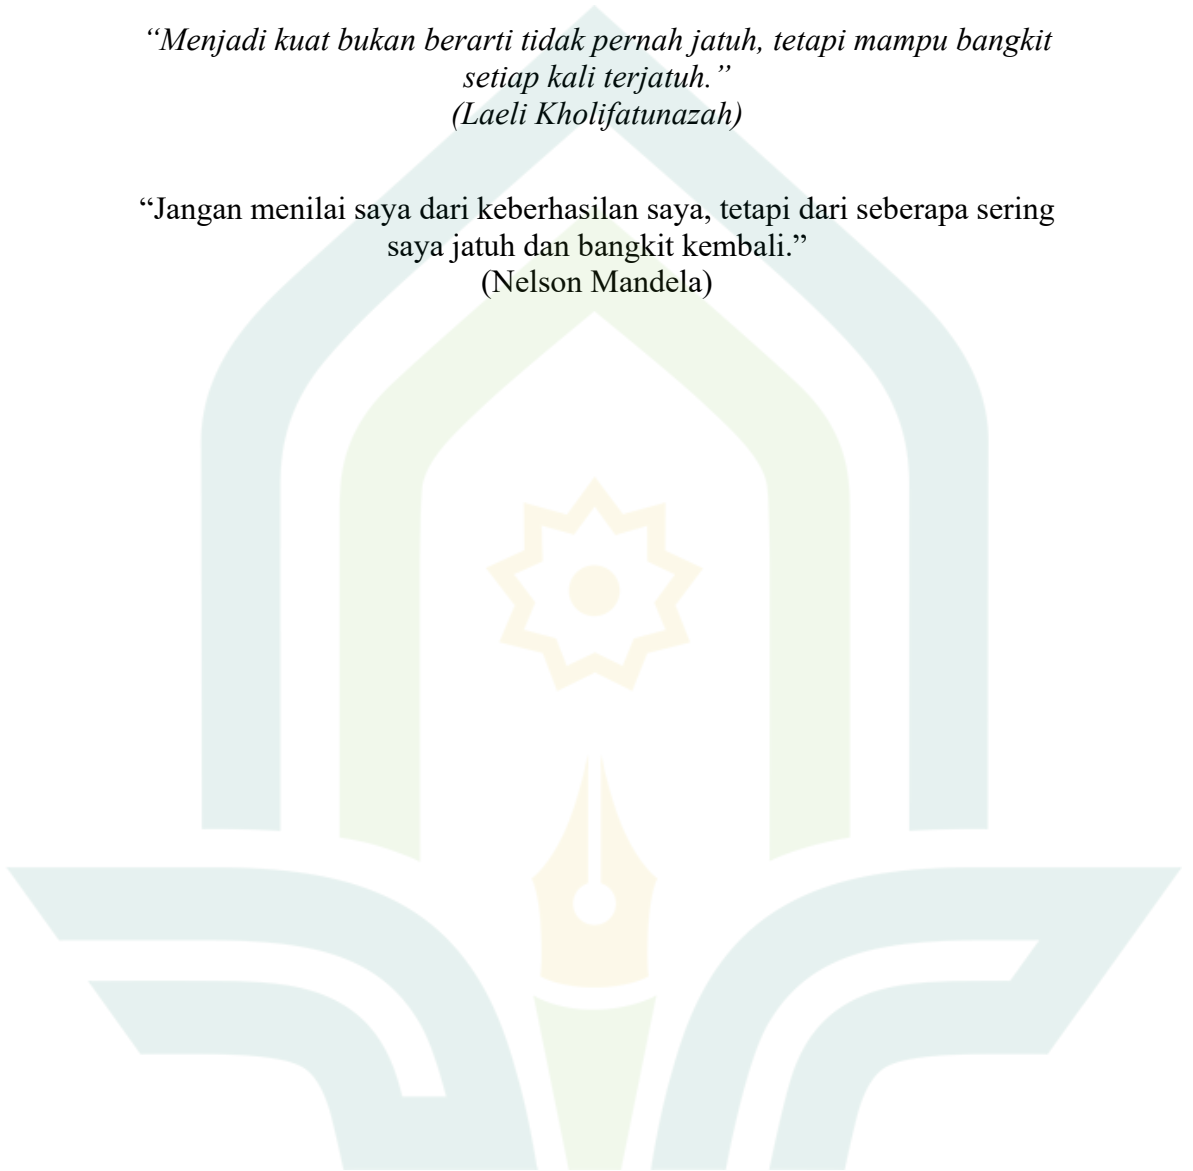 “Menjadi kuat bukan berarti tidak pernah jatuh, tetapi mampu bangkit
setiap kali terjatuh.”
(Laeli Kholifatunazah)
“Jangan menilai saya dari keberhasilan saya, tetapi dari seberapa sering
saya jatuh dan bangkit kembali.”
(Nelson Mandela)